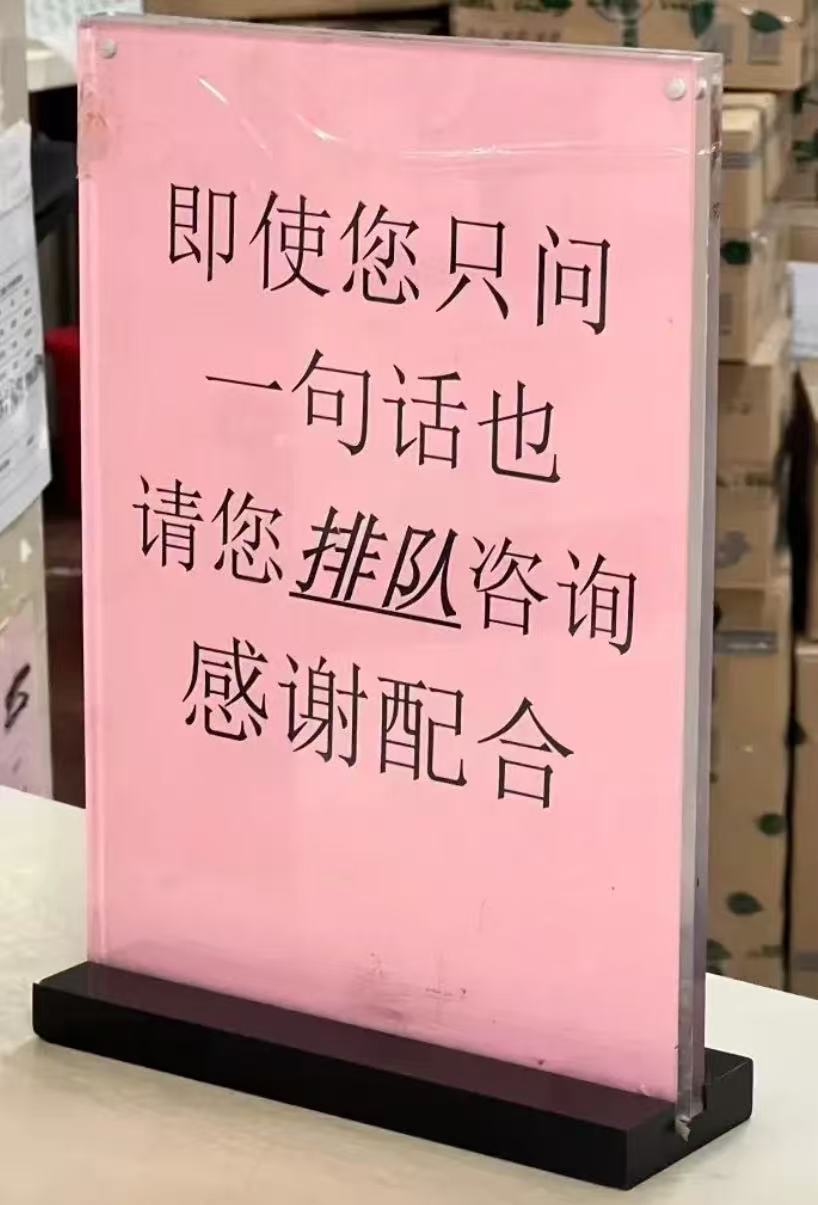 即使您只问
一句话也
请您排队咨询
感谢配合